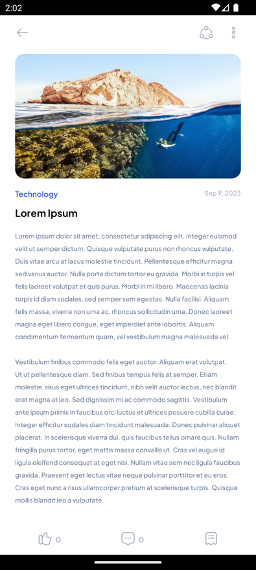 2:02
Technology
Sep 9, 2023
Lorem Ipsum
Lorem ipsum dolor sit amet, consectetur adipiscing elit. Integer euismod
velit ut semper dictum. Quisque vulputate purus non rhoncus vulputate.
Duis vitae arcu at lacus molestie tincidunt. Pellentesque efficitur magna
sed varius auctor. Nulla porta dictum tortor eu gravida. Morbi in turpis vel
felis laoreet volutpat et quis purus. Morbi in mi libero. Maecenas lacinia
turpis id diam sodales, sed semper sem egestas. Nulla facilisi. Aliquam
felis massa, viverra non urna ac, rhoncus sollicitudin urna. Donec laoreet
magna eget libero congue, eget imperdiet ante lobortis. Aliquam
condimentum fermentum quam, vel vestibulum magna malesuada vel.
Vestibulum finibus commodo felis eget auctor. Aliquam erat volutpat.
Ut ut pellentesque diam. Sed finibus tempus felis at semper. Etiam
molestie, risus eget ultrices tincidunt, nibh velit auctor lectus, nec blandit
erat magna at leo. Sed dignissim mi ac commodo sagittis. Vestibulum
ante ipsum primis in faucibus orci luctus et ultrices posuere cubilia curae;
Integer efficitur sodales dui at malesuada. Donec pulvinar aliquet
placerat. In scelerisque viverra dui, quis faucibus tellus ornare quis. Nullam
fringilla purus tortor, eget mattis massa convallis ut. Cras vel augue id
ligula eleifend consequat at eget nisi. Nullam vitae sem nec ligula faucibus
gravida. Praesent eget lectus vitae neque pulvinar porttitor et eu eros.
Cras eget nunc a risus ullamcorper pretium at scelerisque turpis. Quisque
mollis blandit leo a vulputate.
0
0